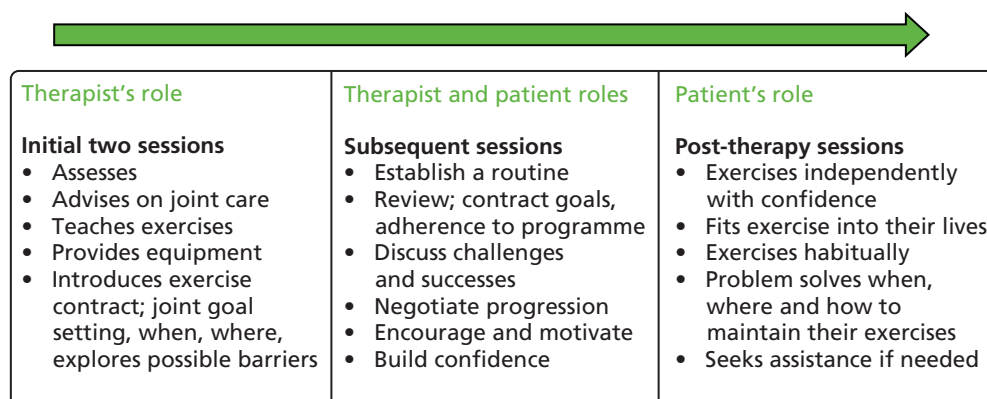 Therapist's role
Initial two sessions
• Assesses
• Advises on joint care
• Teaches exercises
• Provides equipment
• Introduces exercise
contract; joint goal
setting, when, where,
explores possible barriers
Therapist and patient roles
Subsequent sessions
• Establish a routine
• Review; contract goals,
adherence to programme
• Discuss challenges
and successes
• Negotiate progression
• Encourage and motivate
• Build confidence
Patient's role
Post-therapy sessions
• Exercises independently
with confidence
• Fits exercise into their lives
• Exercises habitually
• Problem solves when,
where and how to
maintain their exercises
• Seeks assistance if needed